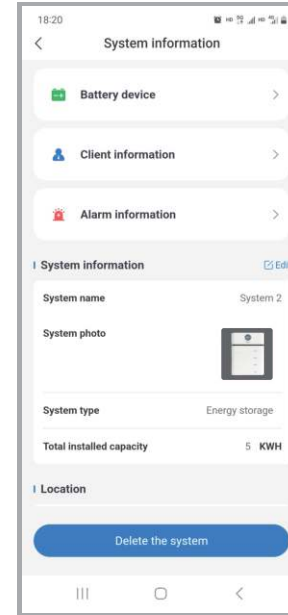 18:20
System information
Battery device
Client information
Alarm information
System information Edi
System name System 2
System photo
System type Energy storage
Total installed capacity 5 KWH
Location
Delete the system